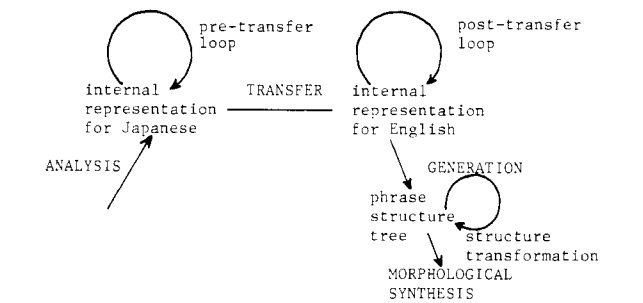 pre-transfer
loop
post-transfer
loop
internal
representation
for Japanese
TRANSFER
internal
representation
for English
ANALYSIS
GENERATION
phrase
structure
tree
structure
transformation
MORPHOLOGICAL
SYNTHESIS